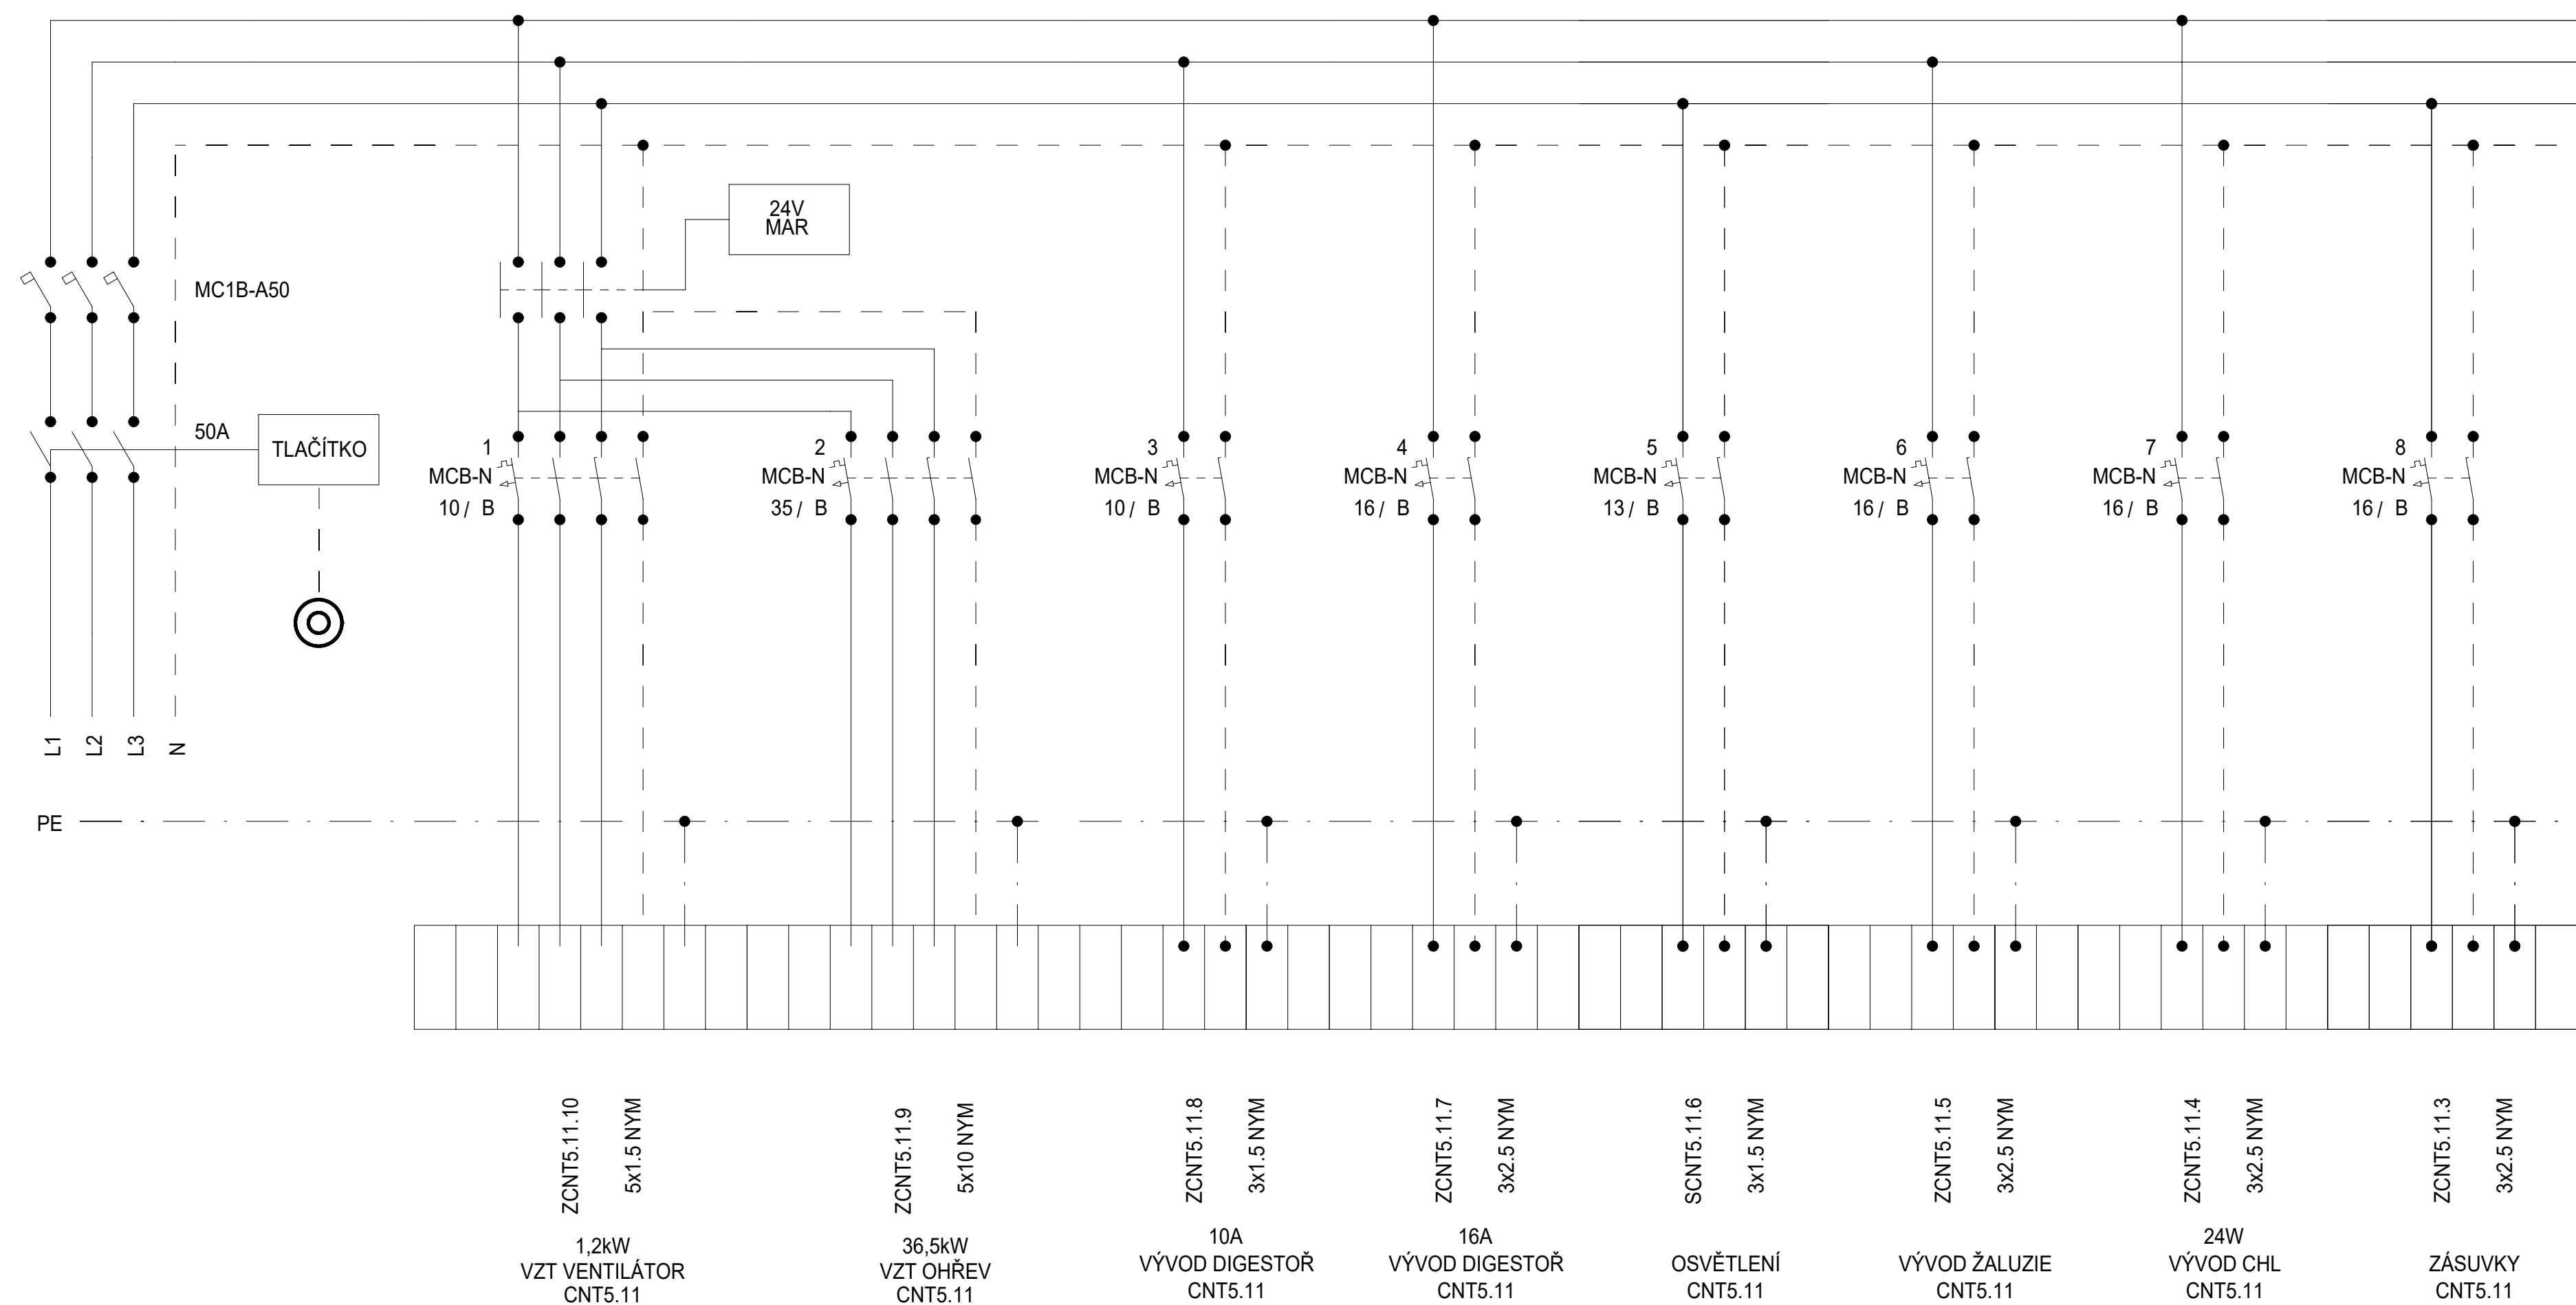 24V
MAR
MC1B-A50
50A
TLAČÍTKO
1
MCB-N
10 / B
2
MCB-N
35 / B
3
MCB-N
10 / B
4
MCB-N
16 / B
5
MCB-N
13 / B
6
MCB-N
16 / B
7
MCB-N
16 / B
8
MCB-N
16 / B
L1
L2
L3
N
PE
ZCNT5.11.10
5x1.5 NYM
ZCNT5.11.9
5x10 NYM
ZCNT5.11.8
3x1.5 NYM
ZCNT5.11.7
3x2.5 NYM
SCNT5.11.6
3x1.5 NYM
ZCNT5.11.5
3x2.5 NYM
ZCNT5.11.4
3x2.5 NYM
ZCNT5.11.3
3x2.5 NYM
1,2kW
VZT VENTILÁTOR
CNT5.11
36,5kW
VZT OHŘEV
CNT5.11
10A
VÝVOD DIGESTOŘ
CNT5.11
16A
VÝVOD DIGESTOŘ
CNT5.11
OSVĚTLENÍ
CNT5.11
VÝVOD ŽALUZIE
CNT5.11
24W
VÝVOD CHL
CNT5.11
ZÁSUVKY
CNT5.11